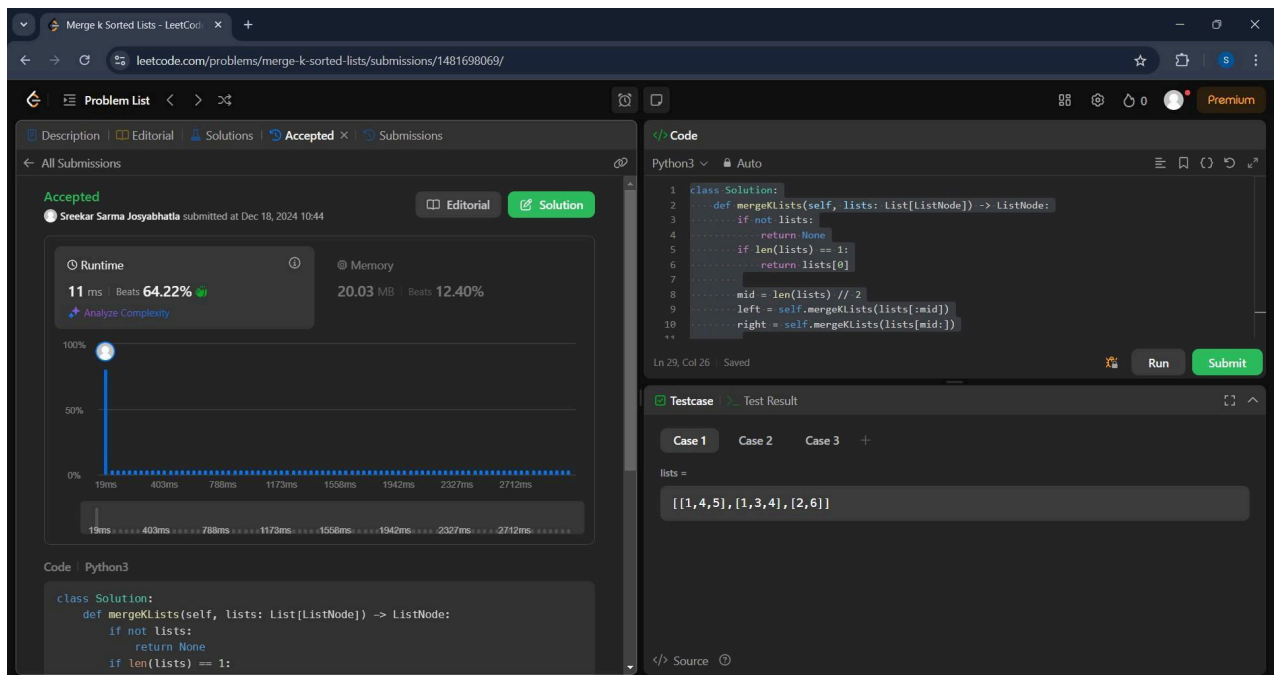 Merge k Sorted Lists - LeetCod
leetcode.com/problems/merge-k-sorted-lists/submissions/1481698069/
S
Problem List
0
Premium
Description
Editorial
Solutions
Accepted
Submissions
All Submissions
Accepted
Sreekar Sarma Josyabhatla submitted at Dec 18, 2024 10:44
Editorial
Solution
Runtime
11 ms | Beats 64.22%
Analyze Complexity
Memory
20.03 MB | Beats 12.40%
100%
50%
0%
19ms 403ms 788ms 1173ms 1558ms 1942ms 2327ms 2712ms
19ms 403ms 788ms 1173ms 1558ms 1942ms 2327ms 2712ms
Code | Python3
class Solution:
    def mergeKLists(self, lists: List[ListNode]) -> ListNode:
        if not lists:
            return None
        if len(lists) == 1:
</> Code
Python3
Auto
1 class Solution:
2     def mergeKLists(self, lists: List[ListNode]) -> ListNode:
3         if not lists:
4             return None
5         if len(lists) == 1:
6             return lists[0]
7
8         mid = len(lists) // 2
9         left = self.mergeKLists(lists[:mid])
10         right = self.mergeKLists(lists[mid:])
11
Ln 29, Col 26 | Saved
Run
Submit
Testcase
Test Result
Case 1
Case 2
Case 3
lists =
[[1,4,5],[1,3,4],[2,6]]
</> Source